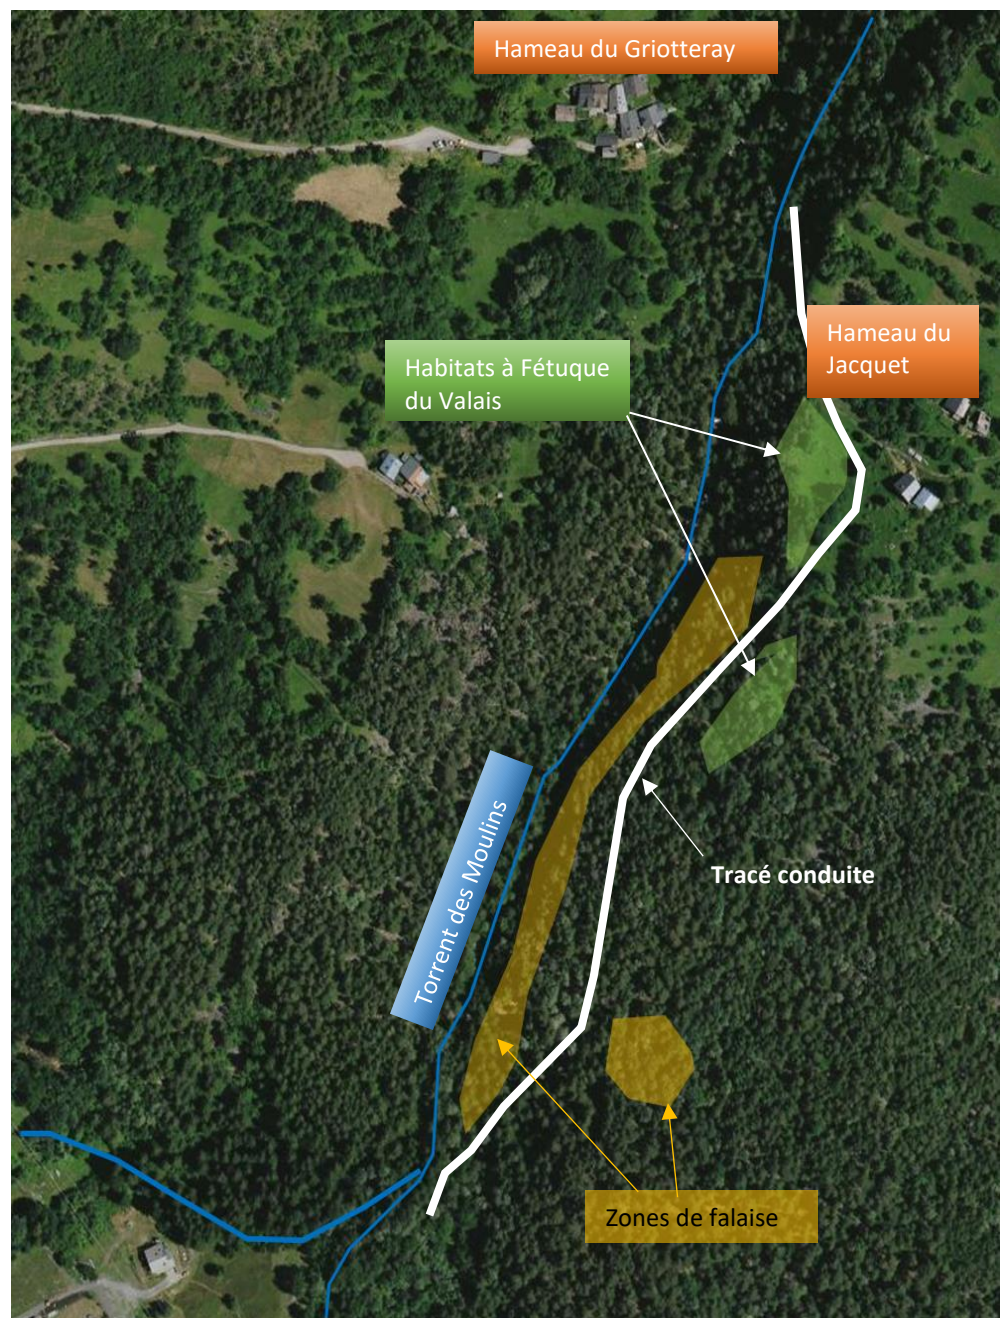 Hameau du Griotteray
Hameau du
Jacquet
Habitats à Fétuque
du Valais
Torrent des Moulins
Tracé conduite
Zones de falaise